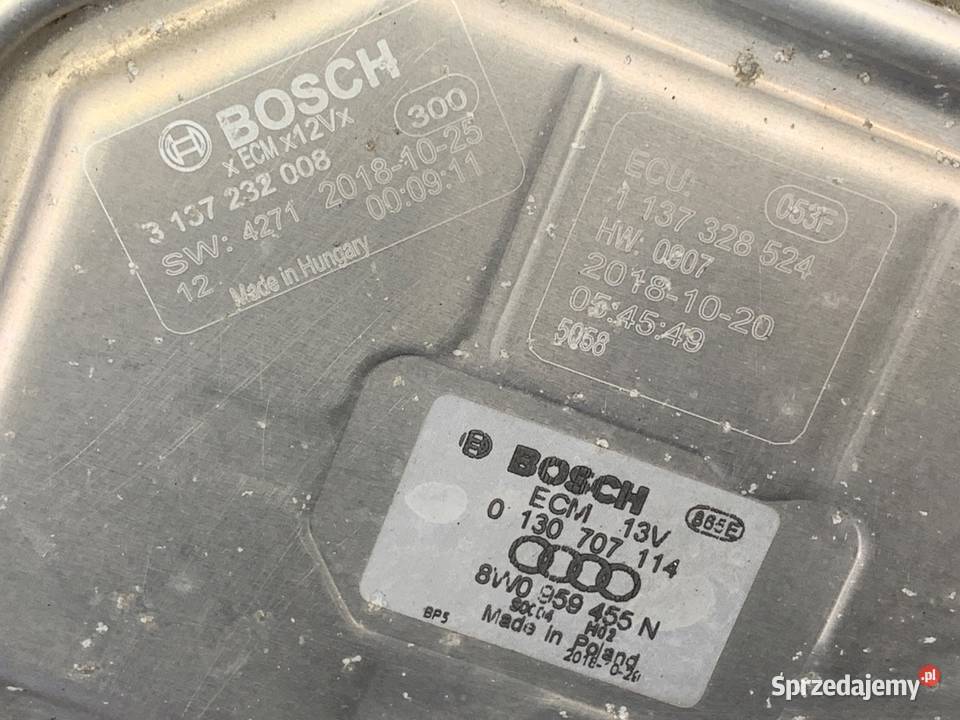 BOSCH
x ECM x12Vx
300
3 137 232 008
SW: 4271 2018-10-25
12 00:09:11
Made in Hungary
ECU:
053F
1 137 328 524
HW: 0907
2018-10-20
05:45:49
5058
BOSCH
ECM 13V
865E
0 130 707 114
8W0 959 455 N
H02
BP5
Made in Poland
Sprzedajemy.pl